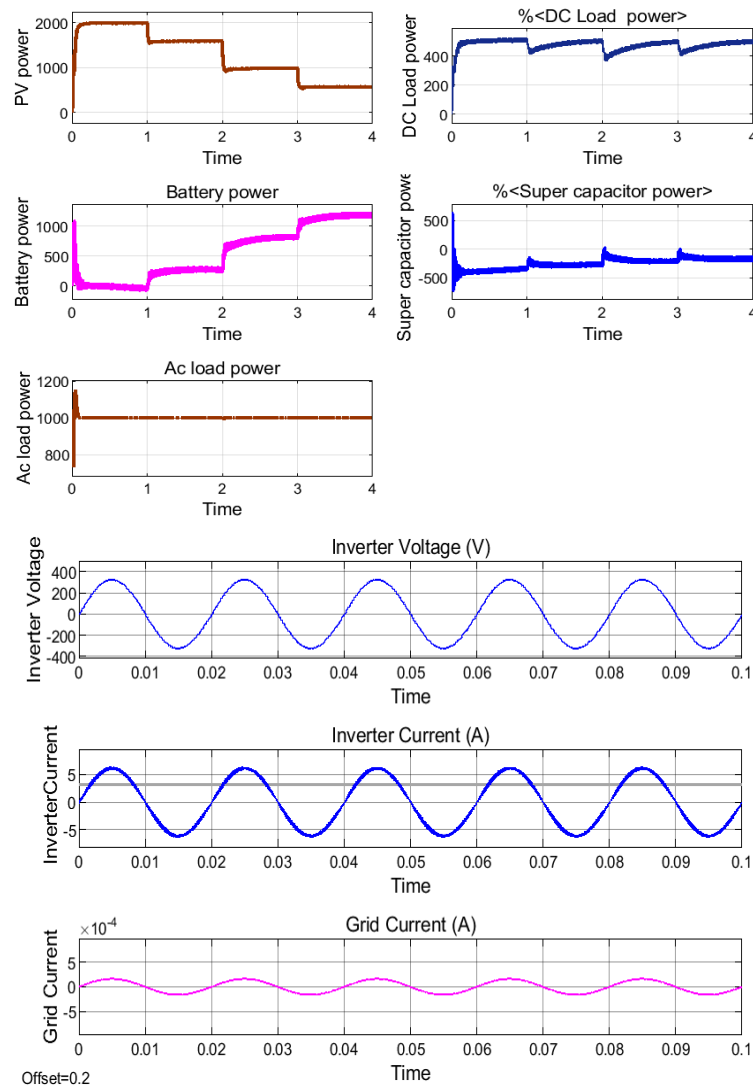 PV power
2000
1000
0
0 1 2 3 4
Time
%<DC Load power>
DC Load power
400
200
0
0 1 2 3 4
Time
Battery power
Battery power
1000
500
0
0 1 2 3 4
Time
%<Super capacitor power>
Super capacitor powe
500
0
-500
0 1 2 3 4
Time
Ac load power
Ac load power
1200
1000
800
0 1 2 3 4
Time
Inverter Voltage (V)
Inverter Voltage
400
200
0
-200
-400
0 0.01 0.02 0.03 0.04 0.05 0.06 0.07 0.08 0.09 0.1
Time
Inverter Current (A)
InverterCurrent
5
0
-5
0 0.01 0.02 0.03 0.04 0.05 0.06 0.07 0.08 0.09 0.1
Time
×10⁻⁴
Grid Current (A)
Grid Current
5
0
-5
0 0.01 0.02 0.03 0.04 0.05 0.06 0.07 0.08 0.09 0.1
Time
Offset=0.2